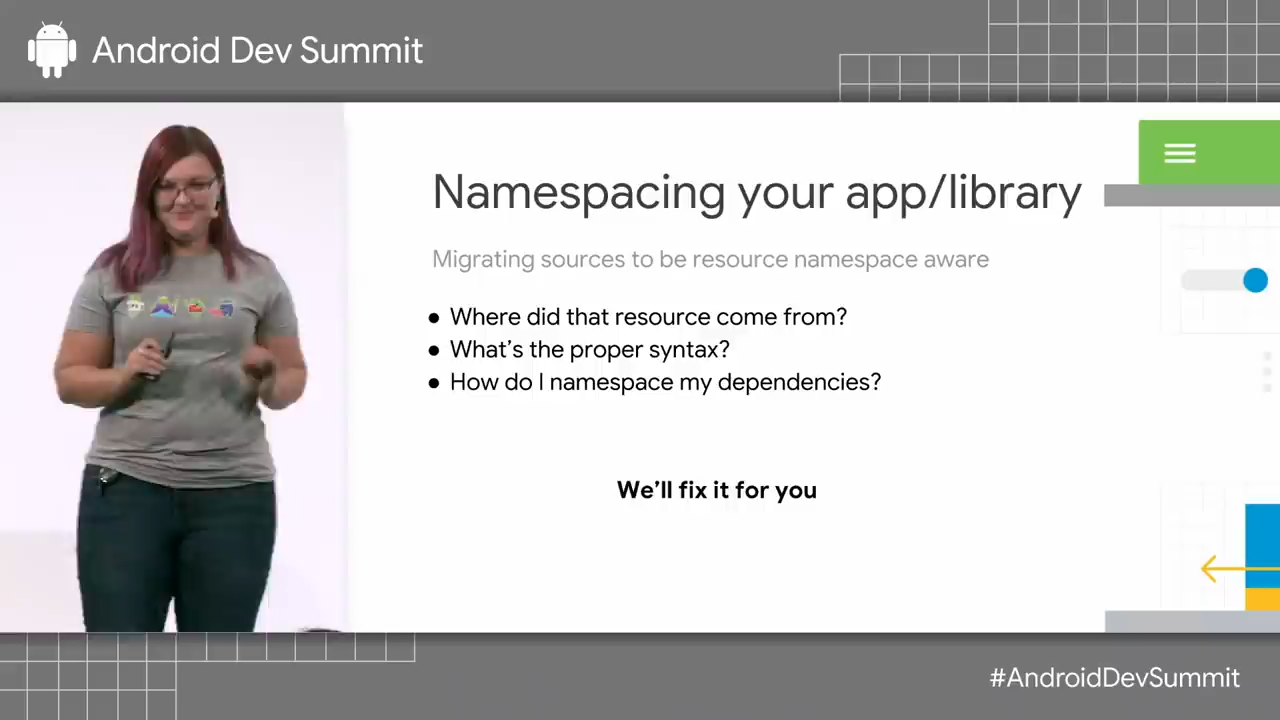 Android Dev Summit
Namespacing your app/library
Migrating sources to be resource namespace aware
● Where did that resource come from?
● What's the proper syntax?
● How do I namespace my dependencies?
We'll fix it for you
#AndroidDevSummit